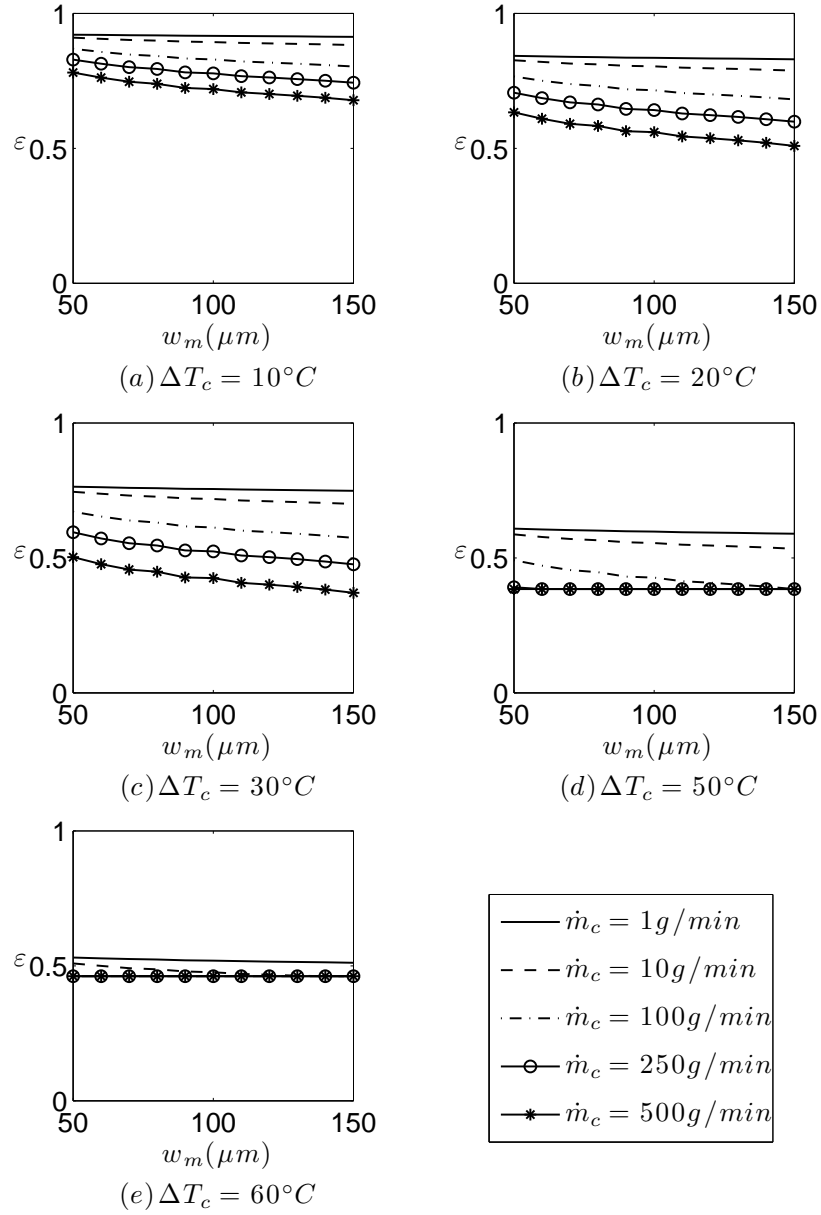 1
0.5
0
ε
50 100 150
w_m(μm)
(a)ΔT_c = 10°C
1
0.5
0
ε
50 100 150
w_m(μm)
(b)ΔT_c = 20°C
1
0.5
0
ε
50 100 150
w_m(μm)
(c)ΔT_c = 30°C
1
0.5
0
ε
50 100 150
w_m(μm)
(d)ΔT_c = 50°C
1
0.5
0
ε
50 100 150
w_m(μm)
(e)ΔT_c = 60°C
ṁ_c = 1g/min
ṁ_c = 10g/min
ṁ_c = 100g/min
ṁ_c = 250g/min
ṁ_c = 500g/min